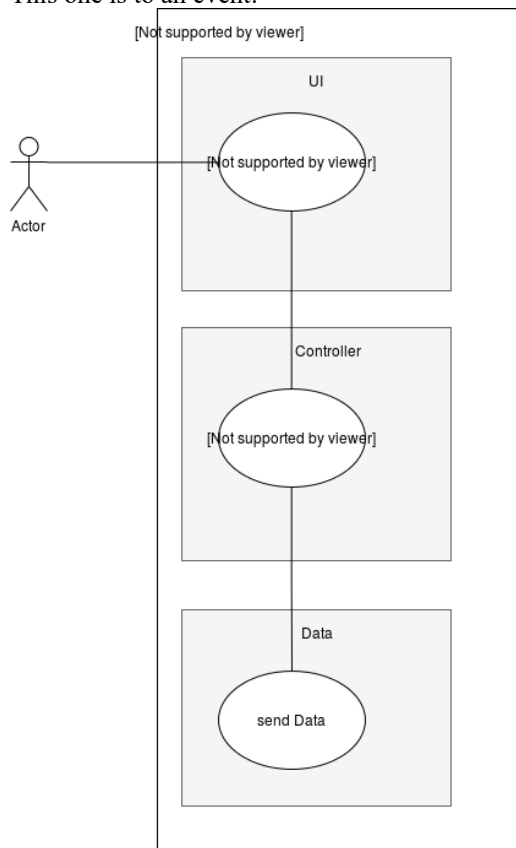 This one is to an event.
[Not supported by viewer]
UI
[Not supported by viewer]
Actor
Controller
[Not supported by viewer]
Data
send Data